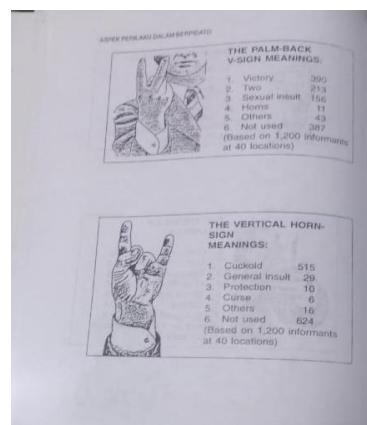 ASPEK PERILAKU DALAM BERPIDATO
THE PALM-BACK
V-SIGN MEANINGS:
1. Victory 390
2. Two 213
3. Sexual insult 156
4. Horns 11
5. Others 43
6. Not used 387
(Based on 1,200 informants
at 40 locations)
THE VERTICAL HORN-
SIGN
MEANINGS:
1. Cuckold 515
2. General insult 29
3. Protection 10
4. Curse 6
5. Others 16
6. Not used 624
(Based on 1,200 informants
at 40 locations)